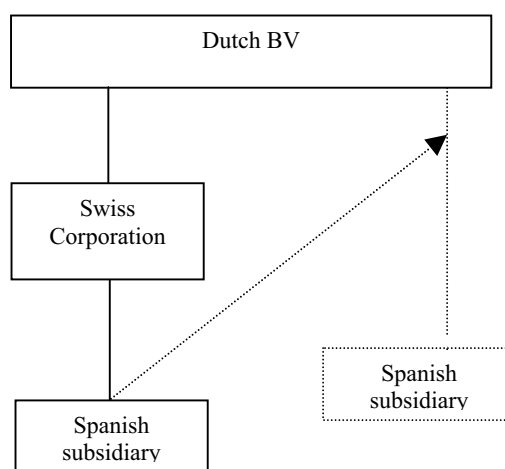 Dutch BV
Swiss
Corporation
Spanish
subsidiary
Spanish
subsidiary